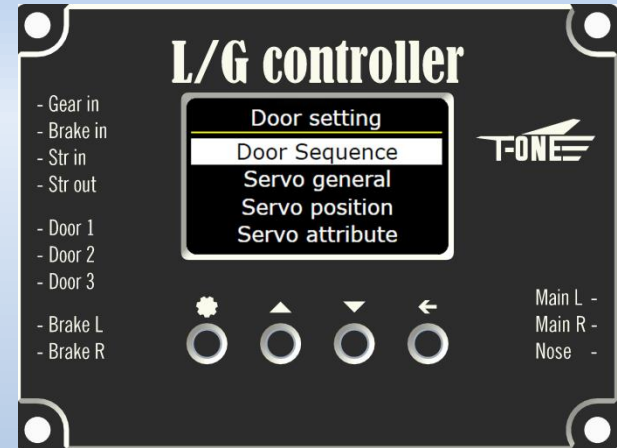 L/G controller
- Gear in
- Brake in
- Str in
- Str out
- Door 1
- Door 2
- Door 3
- Brake L
- Brake R
Door setting
Door Sequence
Servo general
Servo position
Servo attribute
T-ONE
Main L -
Main R -
Nose -